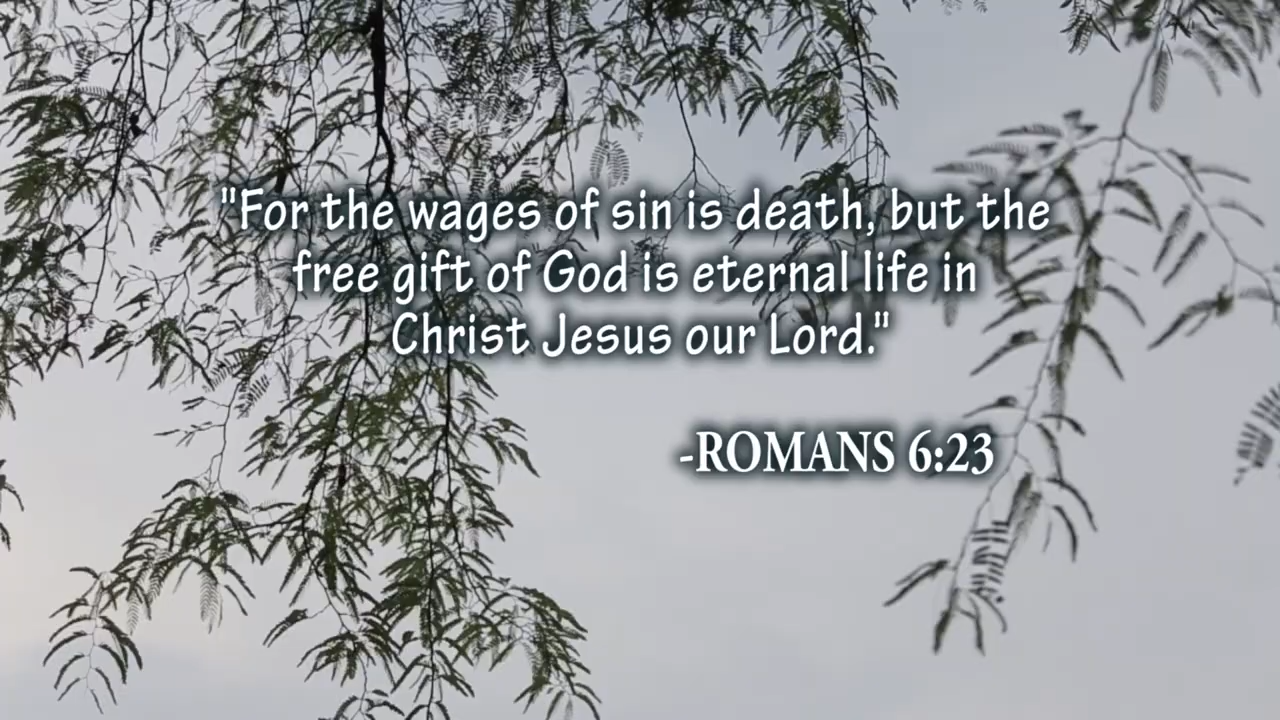 "For the wages of sin is death, but the
free gift of God is eternal life in
Christ Jesus our Lord."
-ROMANS 6:23